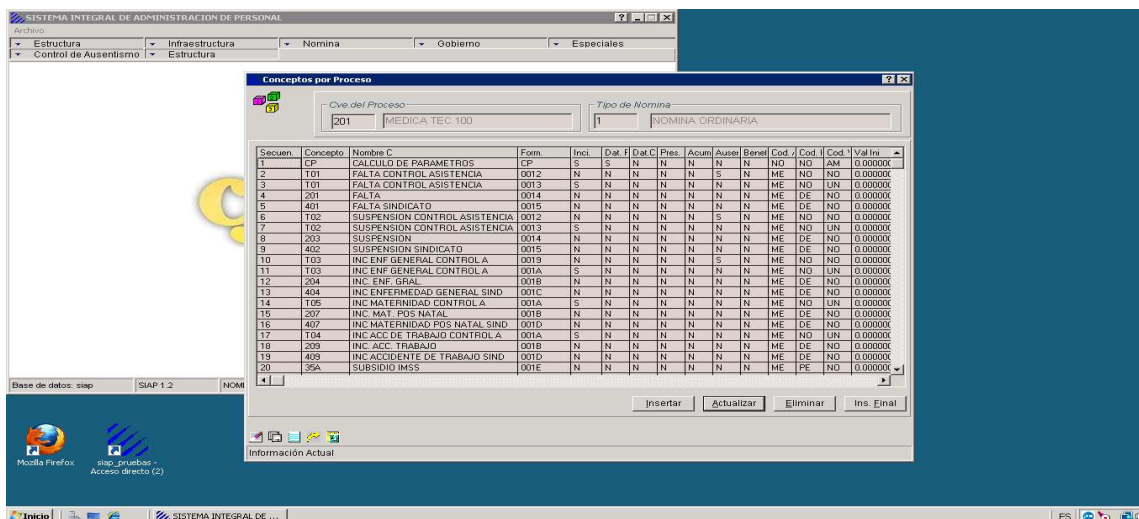 SISTEMA INTEGRAL DE ADMINISTRACION DE PERSONAL
Archivo
Estructura Infraestructura Nomina Gobierno Especiales
Control de Ausentismo Estructura
Conceptos por Proceso
Cve.del Proceso Tipo de Nomina
201 MEDICA TEC 100 1 NOMINA ORDINARIA
Secuen. Concepto Nombre C Form. Inci. Dat. F Dat.C Pres. Acum Auser Benel Cod. Cod. I Cod. Val Ini
1 CP CALCULO DE PARAMETROS CP S S N N N N N NO NO AM 0.000000
2 T01 FALTA CONTROL ASISTENCIA 0012 N N N N N S N ME NO NO 0.000000
3 T01 FALTA CONTROL ASISTENCIA 0013 S N N N N N N ME NO UN 0.000000
4 201 FALTA 0014 N N N N N N N ME DE NO 0.000000
5 401 FALTA SINDICATO 0015 N N N N N N N ME DE NO 0.000000
6 T02 SUSPENSION CONTROL ASISTENCIA 0012 N N N N N S N ME NO NO 0.000000
7 T02 SUSPENSION CONTROL ASISTENCIA 0013 S N N N N N N ME NO UN 0.000000
8 203 SUSPENSION 0014 N N N N N N N ME DE NO 0.000000
9 402 SUSPENSION SINDICATO 0015 N N N N N N N ME DE NO 0.000000
10 T03 INC ENF GENERAL CONTROL A 0019 N N N N N S N ME NO NO 0.000000
11 T03 INC ENF GENERAL CONTROL A 001A S N N N N N N ME NO UN 0.000000
12 204 INC. ENF. GRAL. 001B N N N N N N N ME DE NO 0.000000
13 404 INC ENFERMEDAD GENERAL SIND 001C N N N N N N N ME DE NO 0.000000
14 T05 INC MATERNIDAD CONTROL A 001A S N N N N N N ME NO UN 0.000000
15 207 INC. MAT. POS NATAL 001B N N N N N N N ME DE NO 0.000000
16 407 INC MATERNIDAD POS NATAL SIND 001D N N N N N N N ME DE NO 0.000000
17 T04 INC ACC DE TRABAJO CONTROL A 001A S N N N N N N ME NO UN 0.000000
18 209 INC. ACC. TRABAJO 001B N N N N N N N ME DE NO 0.000000
19 409 INC ACCIDENTE DE TRABAJO SIND 001D N N N N N N N ME DE NO 0.000000
20 35A SUBSIDIO IMSS 001E N N N N N N N ME PE NO 0.000000
Base de datos: siap SIAP 1.2 NOMI
Insertar Actualizar Eliminar Ins. Final
Información Actual
Mozilla Firefox siap_pruebas -
Acceso directo (2)
Inicio SISTEMA INTEGRAL DE ... ES